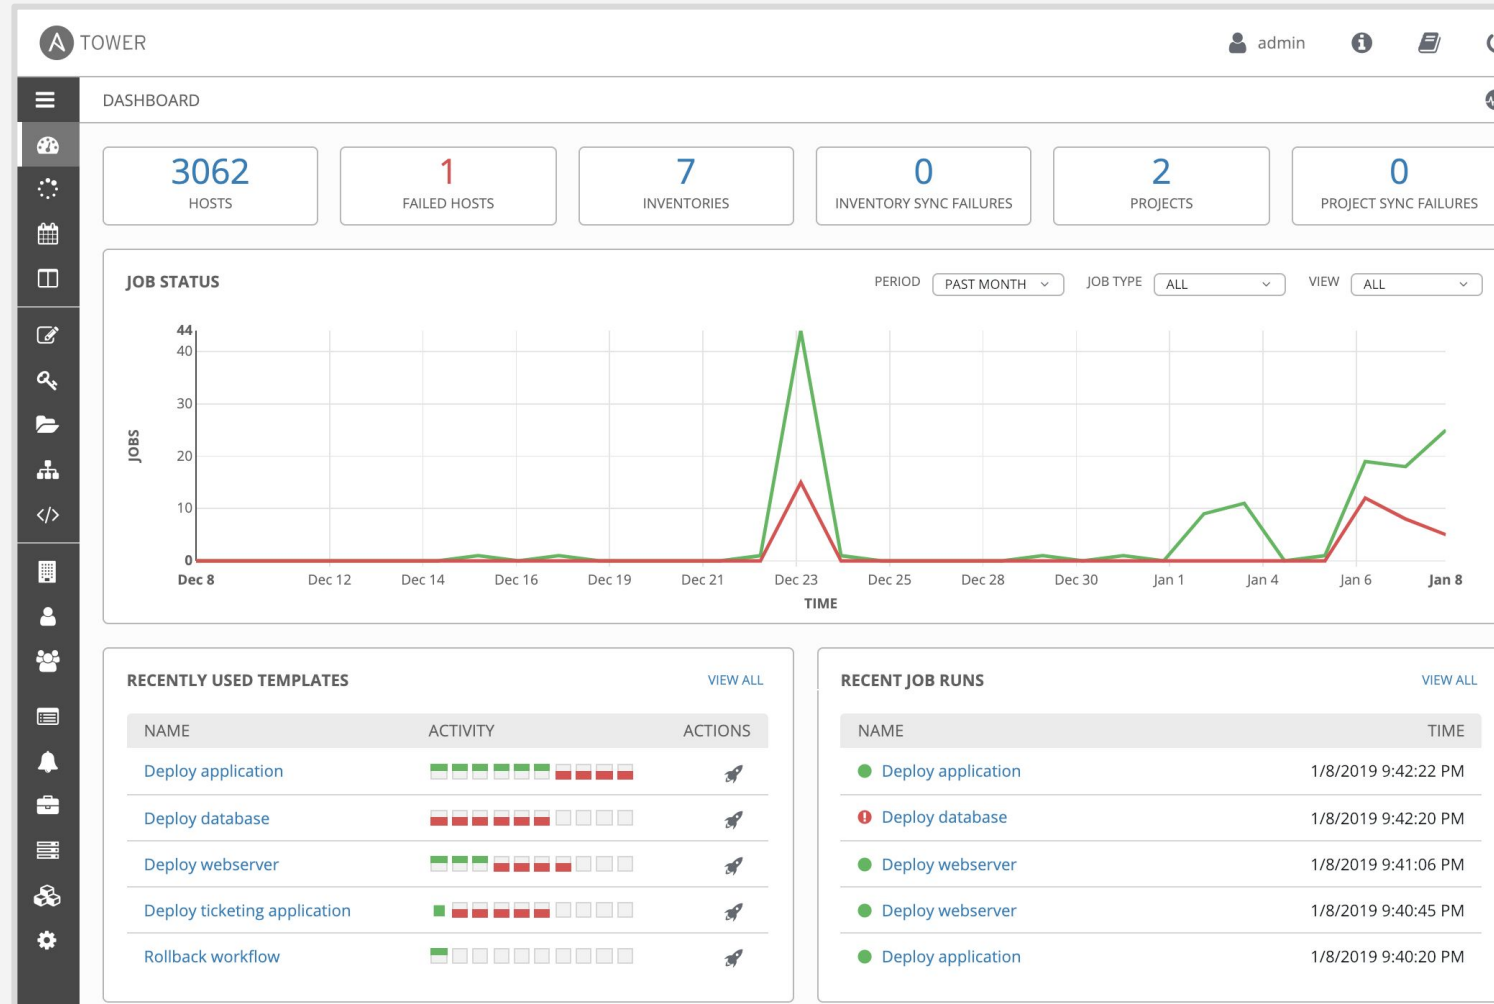 A TOWER
admin
DASHBOARD
3062 1 7 0 2 0
HOSTS FAILED HOSTS INVENTORIES INVENTORY SYNC FAILURES PROJECTS PROJECT SYNC FAILURES
JOB STATUS PERIOD PAST MONTH JOB TYPE ALL VIEW ALL
44
40
30
JOBS
20
10
0
Dec 8 Dec 12 Dec 14 Dec 16 Dec 19 Dec 21 Dec 23 Dec 25 Dec 28 Dec 30 Jan 1 Jan 4 Jan 6 Jan 8
TIME
RECENTLY USED TEMPLATES VIEW ALL
NAME ACTIVITY ACTIONS
Deploy application
Deploy database
Deploy webserver
Deploy ticketing application
Rollback workflow
RECENT JOB RUNS VIEW ALL
NAME TIME
Deploy application 1/8/2019 9:42:22 PM
Deploy database 1/8/2019 9:42:20 PM
Deploy webserver 1/8/2019 9:41:06 PM
Deploy webserver 1/8/2019 9:40:45 PM
Deploy application 1/8/2019 9:40:20 PM